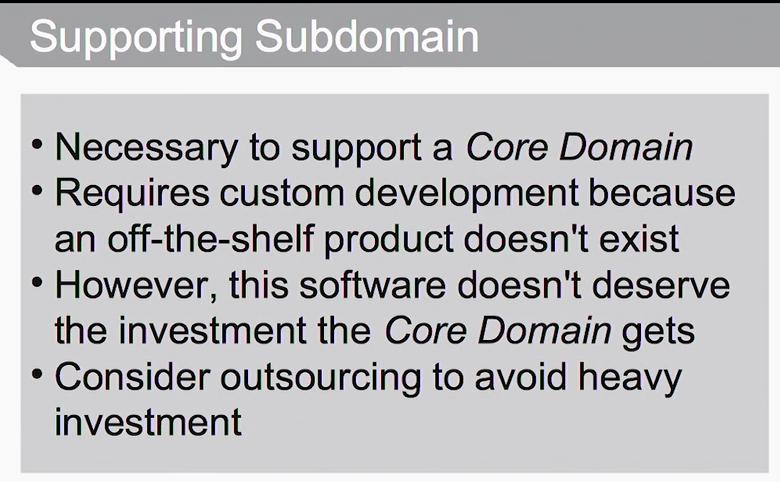 Supporting Subdomain
• Necessary to support a Core Domain
• Requires custom development because
an off-the-shelf product doesn't exist
• However, this software doesn't deserve
the investment the Core Domain gets
• Consider outsourcing to avoid heavy
investment